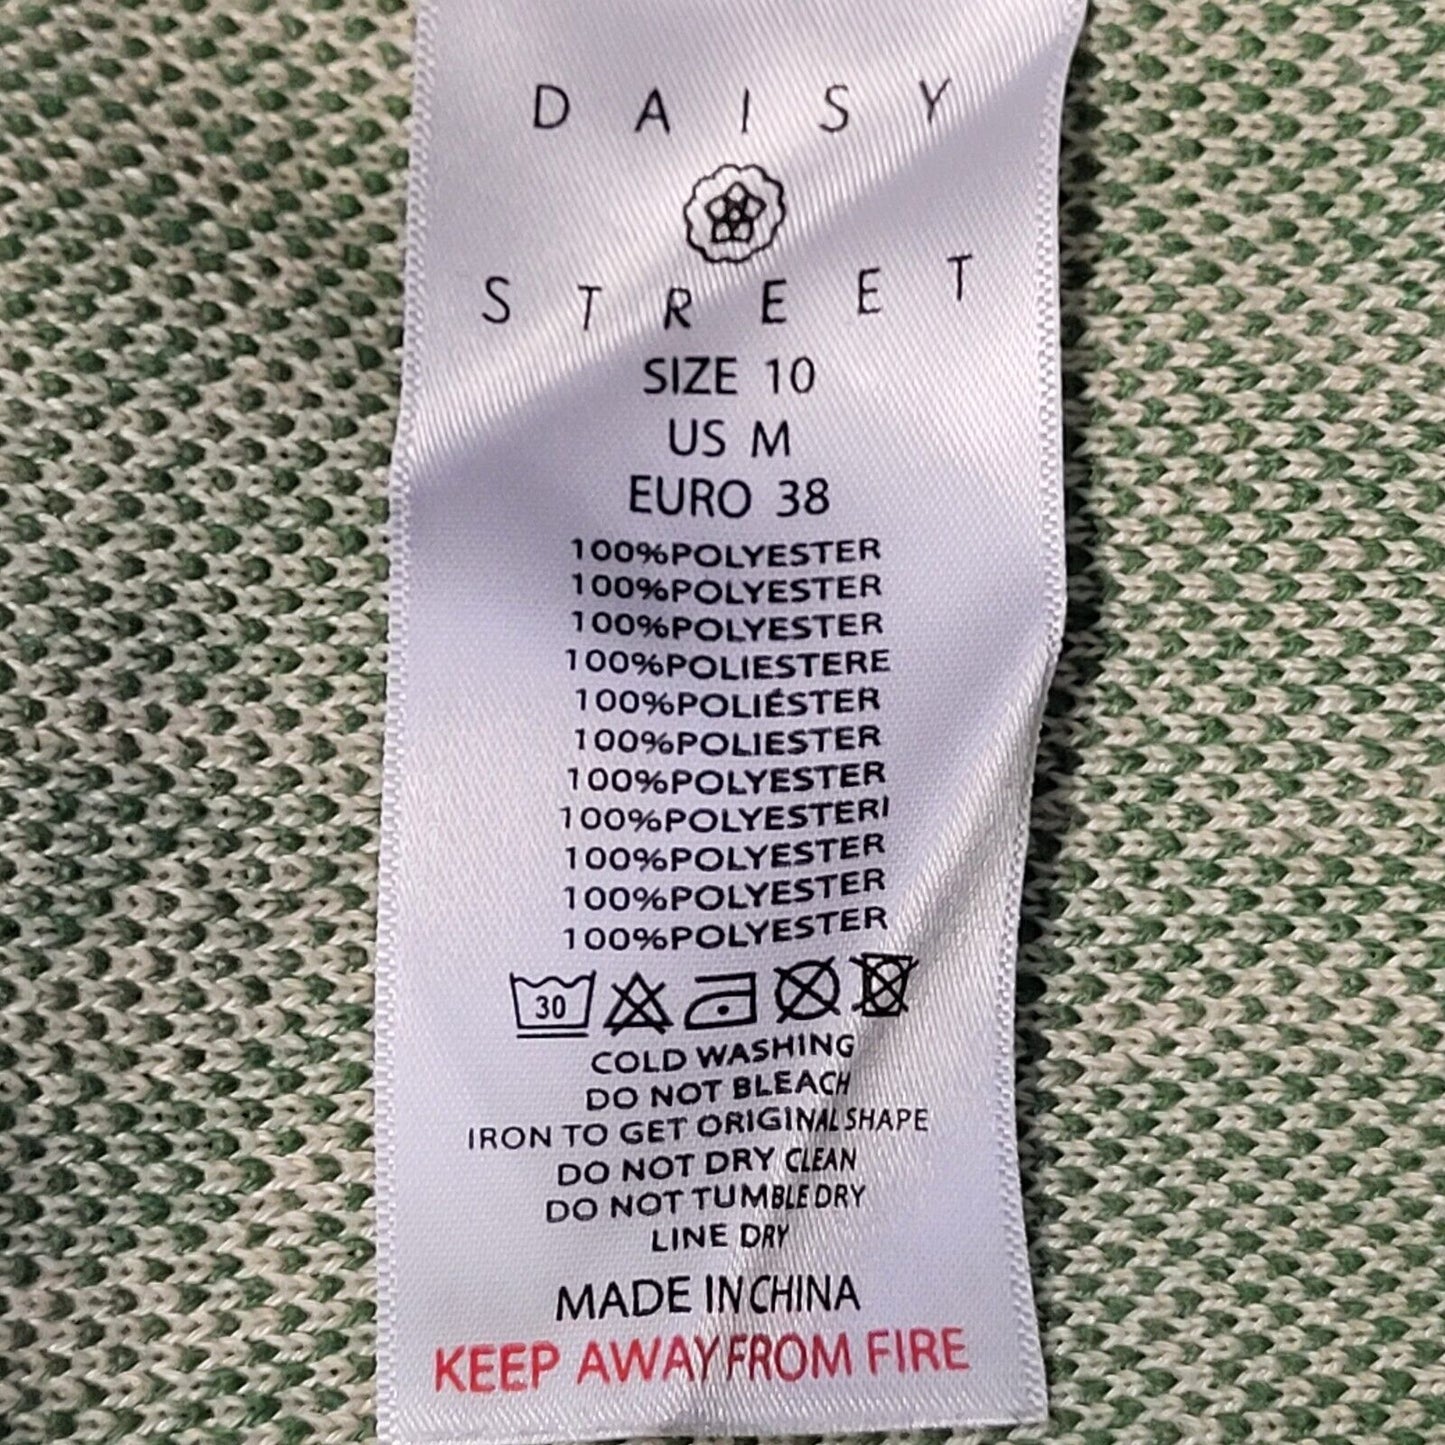 DAISY
STREET
SIZE 10
US M
EURO 38
100%POLYESTER
100%POLYESTER
100%POLYESTER
100%POLIESTERE
100%POLIÉSTER
100%POLIESTER
100%POLYESTER
100%POLYESTERI
100%POLYESTER
100%POLYESTER
100%POLYESTER
30
COLD WASHING
DO NOT BLEACH
IRON TO GET ORIGINAL SHAPE
DO NOT DRY CLEAN
DO NOT TUMBLE DRY
LINE DRY
MADE IN CHINA
KEEP AWAY FROM FIRE